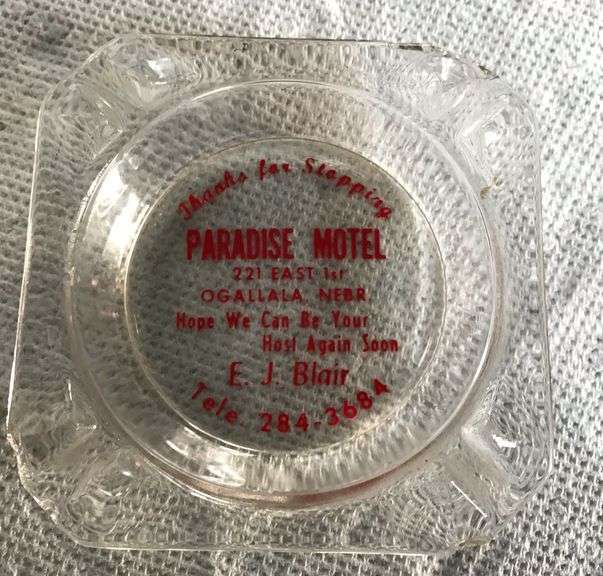 Thanks for Stopping
PARADISE MOTEL
221 EAST 1st
OGALLALA, NEBR.
Hope We Can Be Your
Host Again Soon
E. J. Blair
Tele. 284-3684